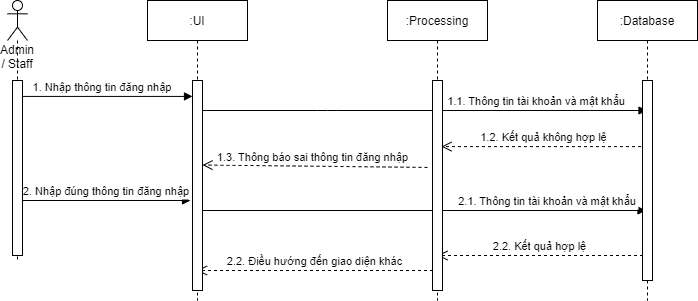 :UI
:Processing
:Database
Admin
/ Staff
1. Nhập thông tin đăng nhập
1.1. Thông tin tài khoản và mật khẩu
1.2. Kết quả không hợp lệ
1.3. Thông báo sai thông tin đăng nhập
2. Nhập đúng thông tin đăng nhập
2.1. Thông tin tài khoản và mật khẩu
2.2. Kết quả hợp lệ
2.2. Điều hướng đến giao diện khác